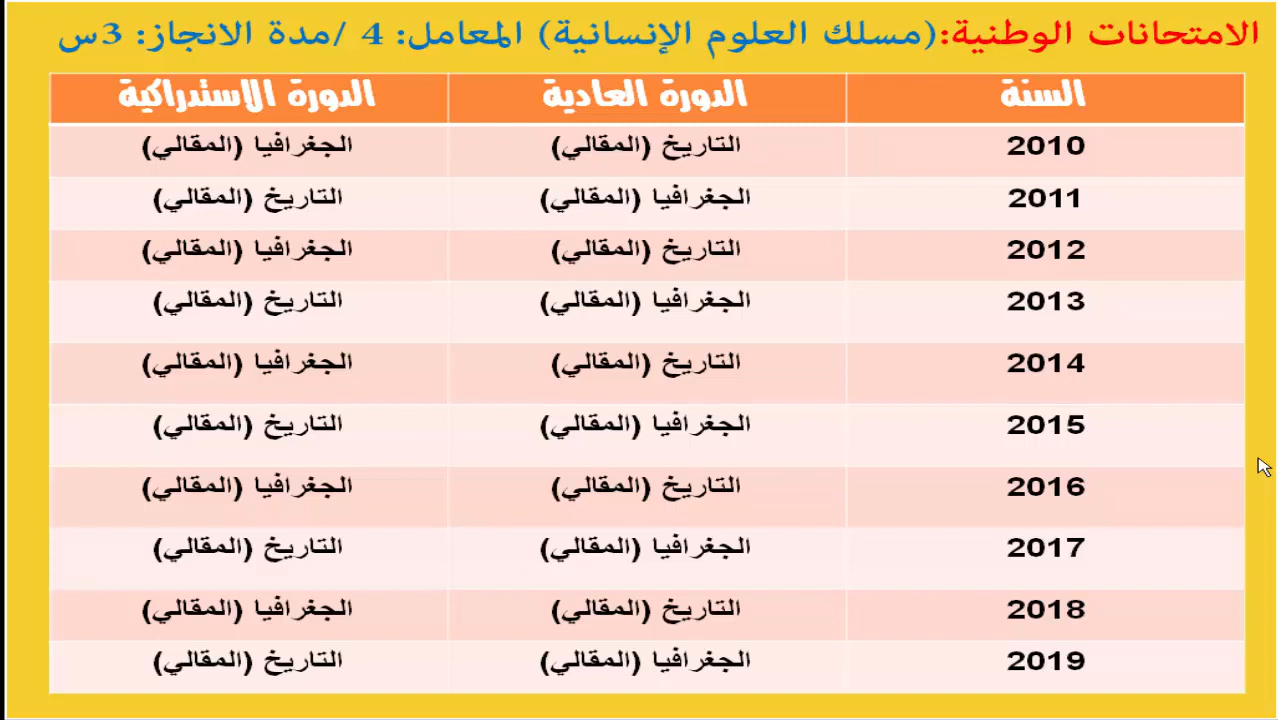 الامتحانات الوطنية:(مسلك العلوم الإنسانية) المعامل: 4 /مدة الانجاز: 3س
السنة الدورة العادية الدورة الاستدراكية
2010 التاريخ (المقالي) الجغرافيا (المقالي)
2011 الجغرافيا (المقالي) التاريخ (المقالي)
2012 التاريخ (المقالي) الجغرافيا (المقالي)
2013 الجغرافيا (المقالي) التاريخ (المقالي)
2014 التاريخ (المقالي) الجغرافيا (المقالي)
2015 الجغرافيا (المقالي) التاريخ (المقالي)
2016 التاريخ (المقالي) الجغرافيا (المقالي)
2017 الجغرافيا (المقالي) التاريخ (المقالي)
2018 التاريخ (المقالي) الجغرافيا (المقالي)
2019 الجغرافيا (المقالي) التاريخ (المقالي)